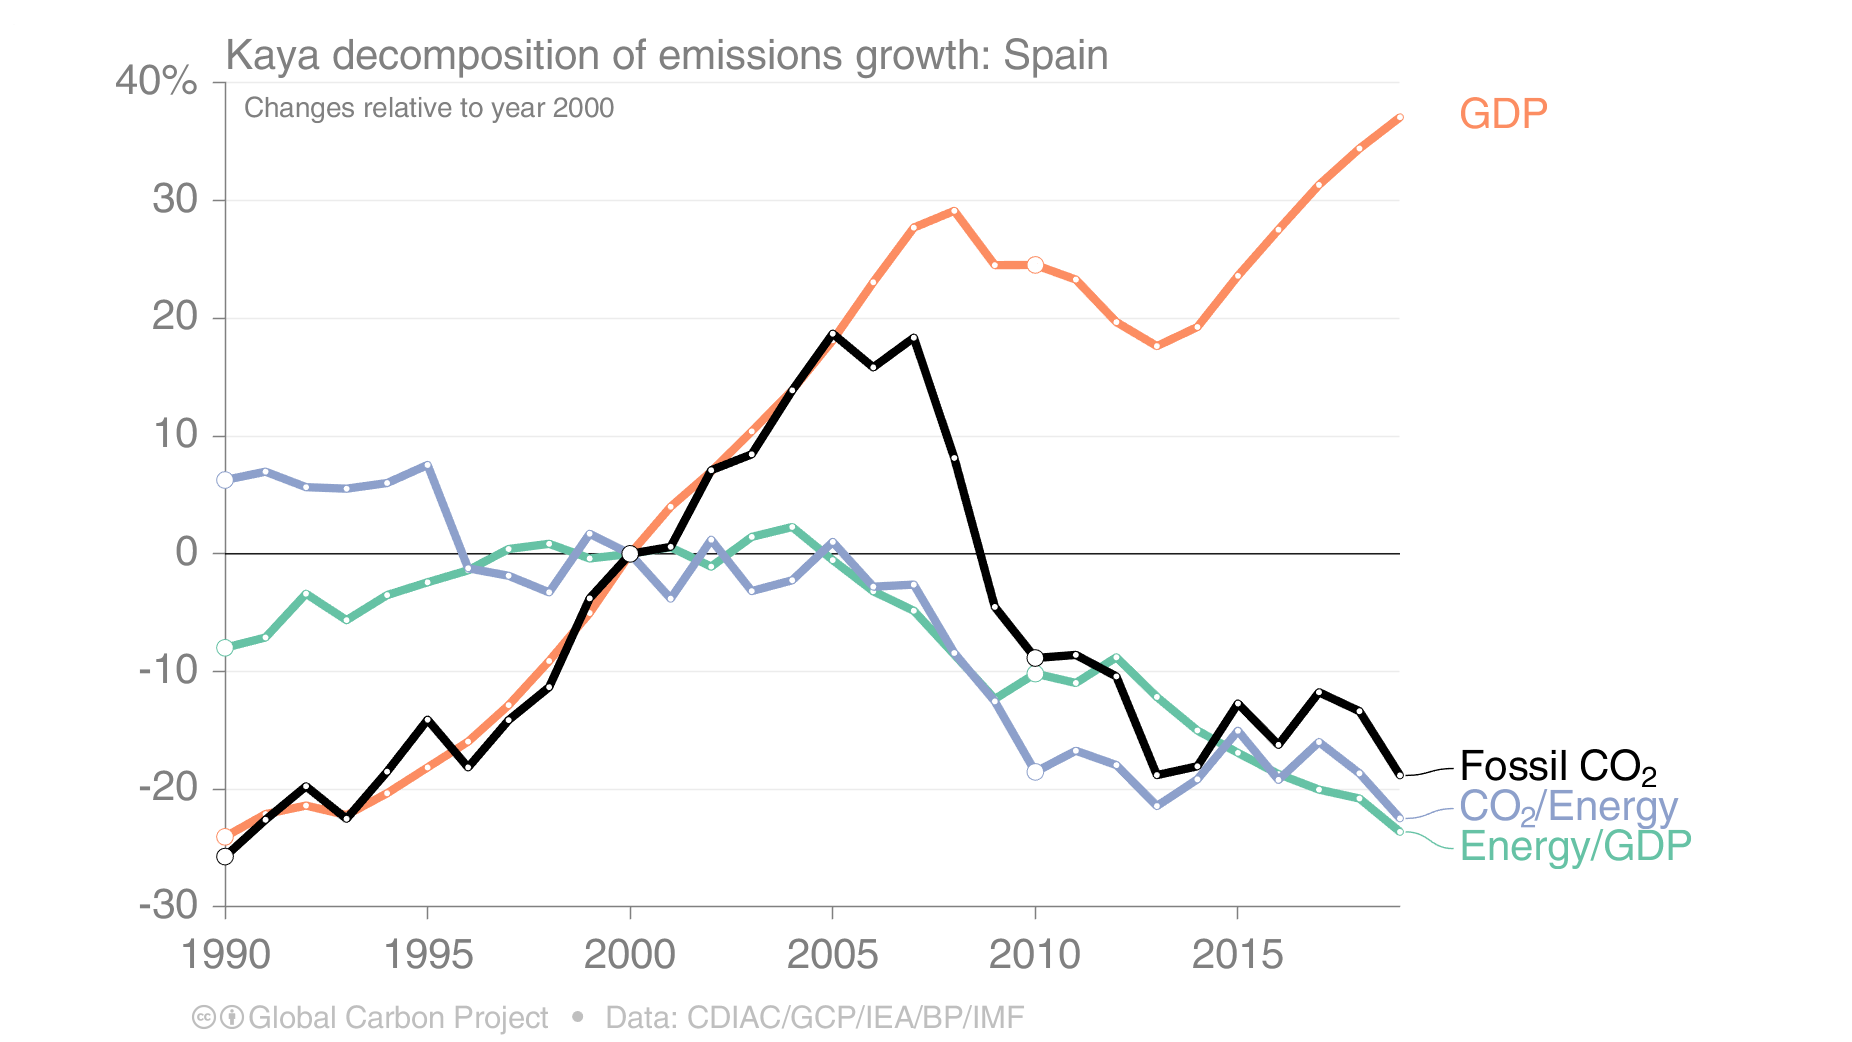 Kaya decomposition of emissions growth: Spain
40%
Changes relative to year 2000
GDP
30
20
10
0
-10
-20
-30
Fossil CO₂
CO₂/Energy
Energy/GDP
1990 1995 2000 2005 2010 2015
cc Global Carbon Project • Data: CDIAC/GCP/IEA/BP/IMF